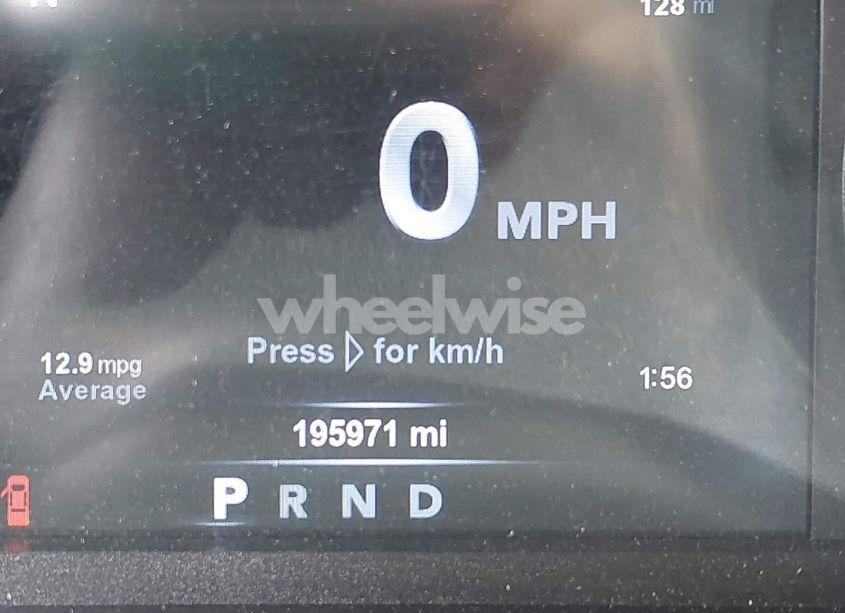 N
128 mi
0 MPH
wheelwise
Press ▷ for km/h
12.9 mpg
Average
1:56
195971 mi
P R N D